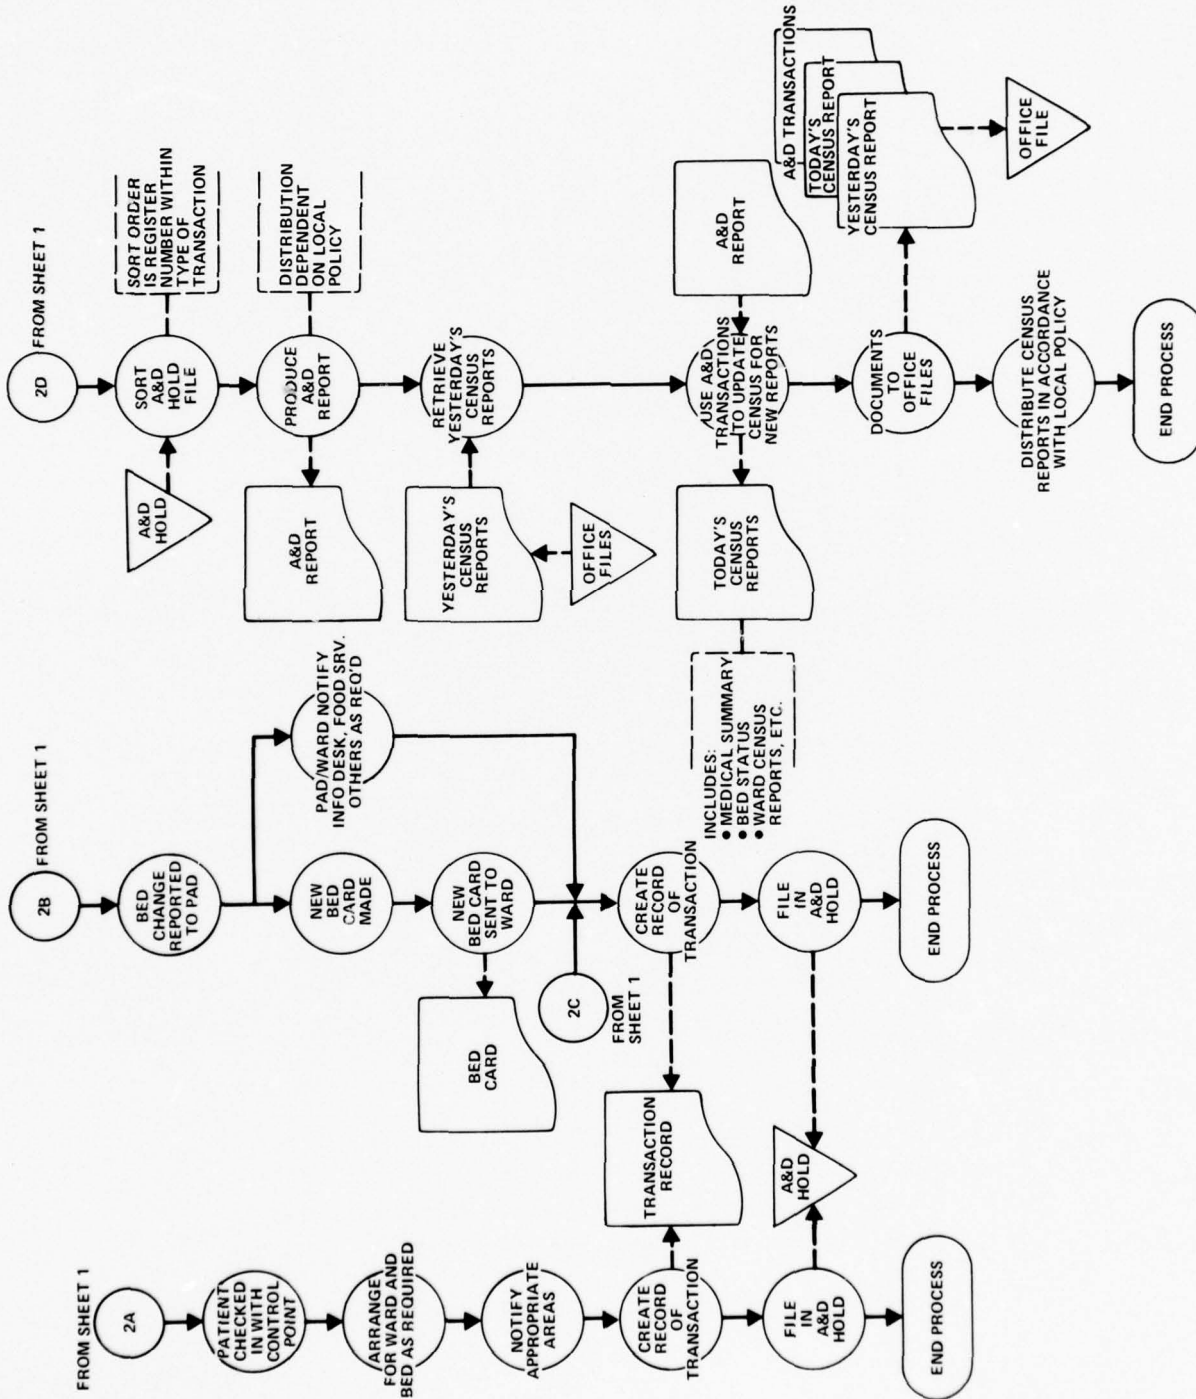 FROM SHEET 1
2A
PATIENT
CHECKED
IN WITH
CONTROL
POINT
ARRANGE
FOR WARD AND
BED AS REQUIRED
NOTIFY
APPROPRIATE
AREAS
CREATE
RECORD
OF
TRANSACTION
FILE
IN
A&D
HOLD
END PROCESS
TRANSACTION
RECORD
A&D
HOLD
2B
FROM SHEET 1
BED
CHANGE
REPORTED
TO PAD
NEW
BED
CARD
MADE
PAD/WARD NOTIFY
INFO DESK, FOOD SRV.
OTHERS AS REQ'D
NEW
BED CARD
SENT TO
WARD
BED
CARD
2C
FROM
SHEET 1
CREATE
RECORD
OF
TRANSACTION
FILE
IN
A&D
HOLD
END PROCESS
2D
FROM SHEET 1
A&D
HOLD
SORT
A&D
HOLD
FILE
SORT ORDER
IS REGISTER
NUMBER WITHIN
TYPE OF
TRANSACTION
A&D
REPORT
PRODUCE
A&D
REPORT
DISTRIBUTION
DEPENDENT
ON LOCAL
POLICY
YESTERDAY'S
CENSUS
REPORTS
RETRIEVE
YESTERDAY'S
CENSUS
REPORTS
OFFICE
FILES
INCLUDES:
● MEDICAL SUMMARY
● BED STATUS
● WARD CENSUS
REPORTS, ETC.
TODAY'S
CENSUS
REPORTS
USE A&D
TRANSACTIONS
TO UPDATE
CENSUS FOR
NEW REPORTS
A&D
REPORT
DOCUMENTS
TO
OFFICE
FILES
A&D TRANSACTIONS
TODAY'S
CENSUS REPORT
YESTERDAY'S
CENSUS REPORT
OFFICE
FILE
DISTRIBUTE CENSUS
REPORTS IN ACCORDANCE
WITH LOCAL POLICY
END PROCESS